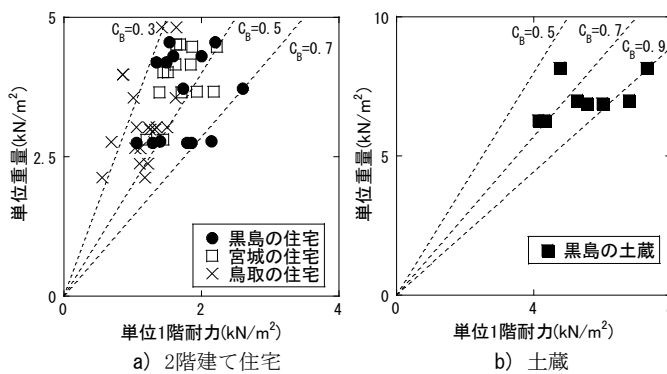 5
2.5
0
0
2
4
単位重量(kN/m²)
単位1階耐力(kN/m²)
C_B=0.3
C_B=0.5
C_B=0.7
黒島の住宅
宮城の住宅
鳥取の住宅
a) 2階建て住宅
10
5
0
0
4
8
単位重量(kN/m²)
単位1階耐力(kN/m²)
C_B=0.5
C_B=0.7
C_B=0.9
黒島の土蔵
b) 土蔵